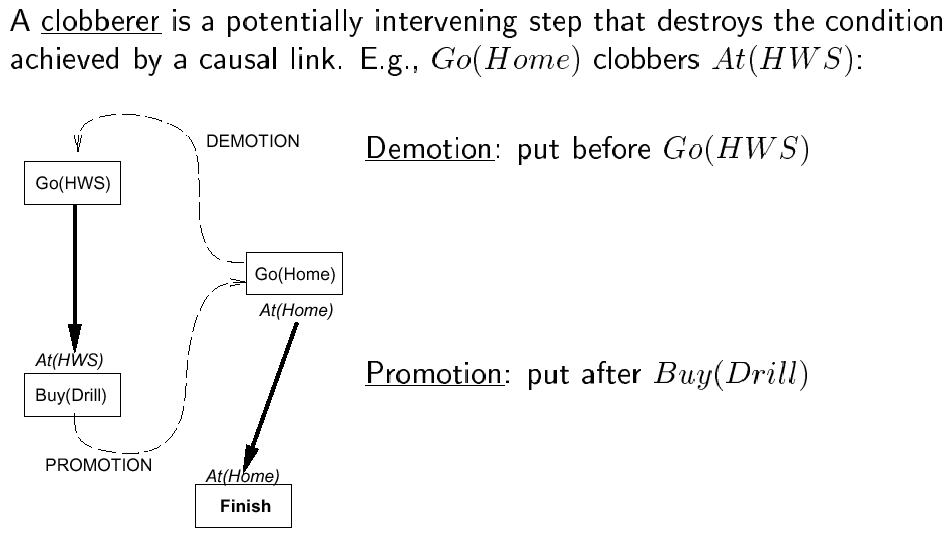 A clobberer is a potentially intervening step that destroys the condition
achieved by a causal link. E.g., Go(Home) clobbers At(HWS):
DEMOTION
Demotion: put before Go(HWS)
Go(HWS)
Go(Home)
At(Home)
At(HWS)
Promotion: put after Buy(Drill)
Buy(Drill)
PROMOTION
At(Home)
Finish